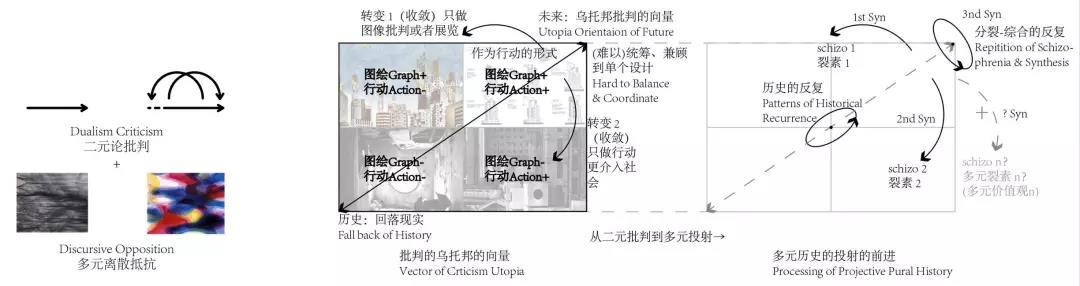 Dualism Criticism
二元论批判
+
Discursive Opposition
多元离散抵抗
转变1（收敛）只做
图像批判或者展览
未来：乌托邦批判的向量
Utopia Orientaion of Future
作为行动的形式
图绘Graph+
行动Action-
图绘Graph+
行动Action+
图绘Graph-
行动Action-
图绘Graph-
行动Action+
(难以)统筹、兼顾
到单个设计
Hard to Balance
& Coordinate
转变2
（收敛）
只做行动
更介入社
会
历史：回落现实
Fall back of History
从二元批判到多元投射→
批判的乌托邦的向量
Vector of Crticism Utopia
1st Syn
3nd Syn
分裂-综合的反复
Repitition of Schizo-
phrenia & Synthesis
schizo 1
裂素 1
历史的反复
Patterns of Historical
Recurrence
2nd Syn
+
? Syn
schizo 2
裂素 2
schizo n?
多元裂素 n?
(多元价值观n)
多元历史的投射的前进
Processing of Projective Pural History